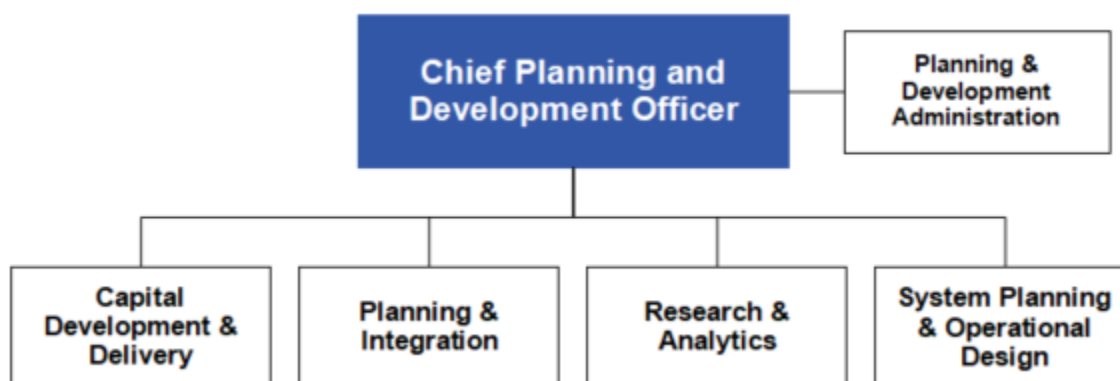 Chief Planning and
Development Officer
Planning &
Development
Administration
Capital
Development &
Delivery
Planning &
Integration
Research &
Analytics
System Planning
& Operational
Design